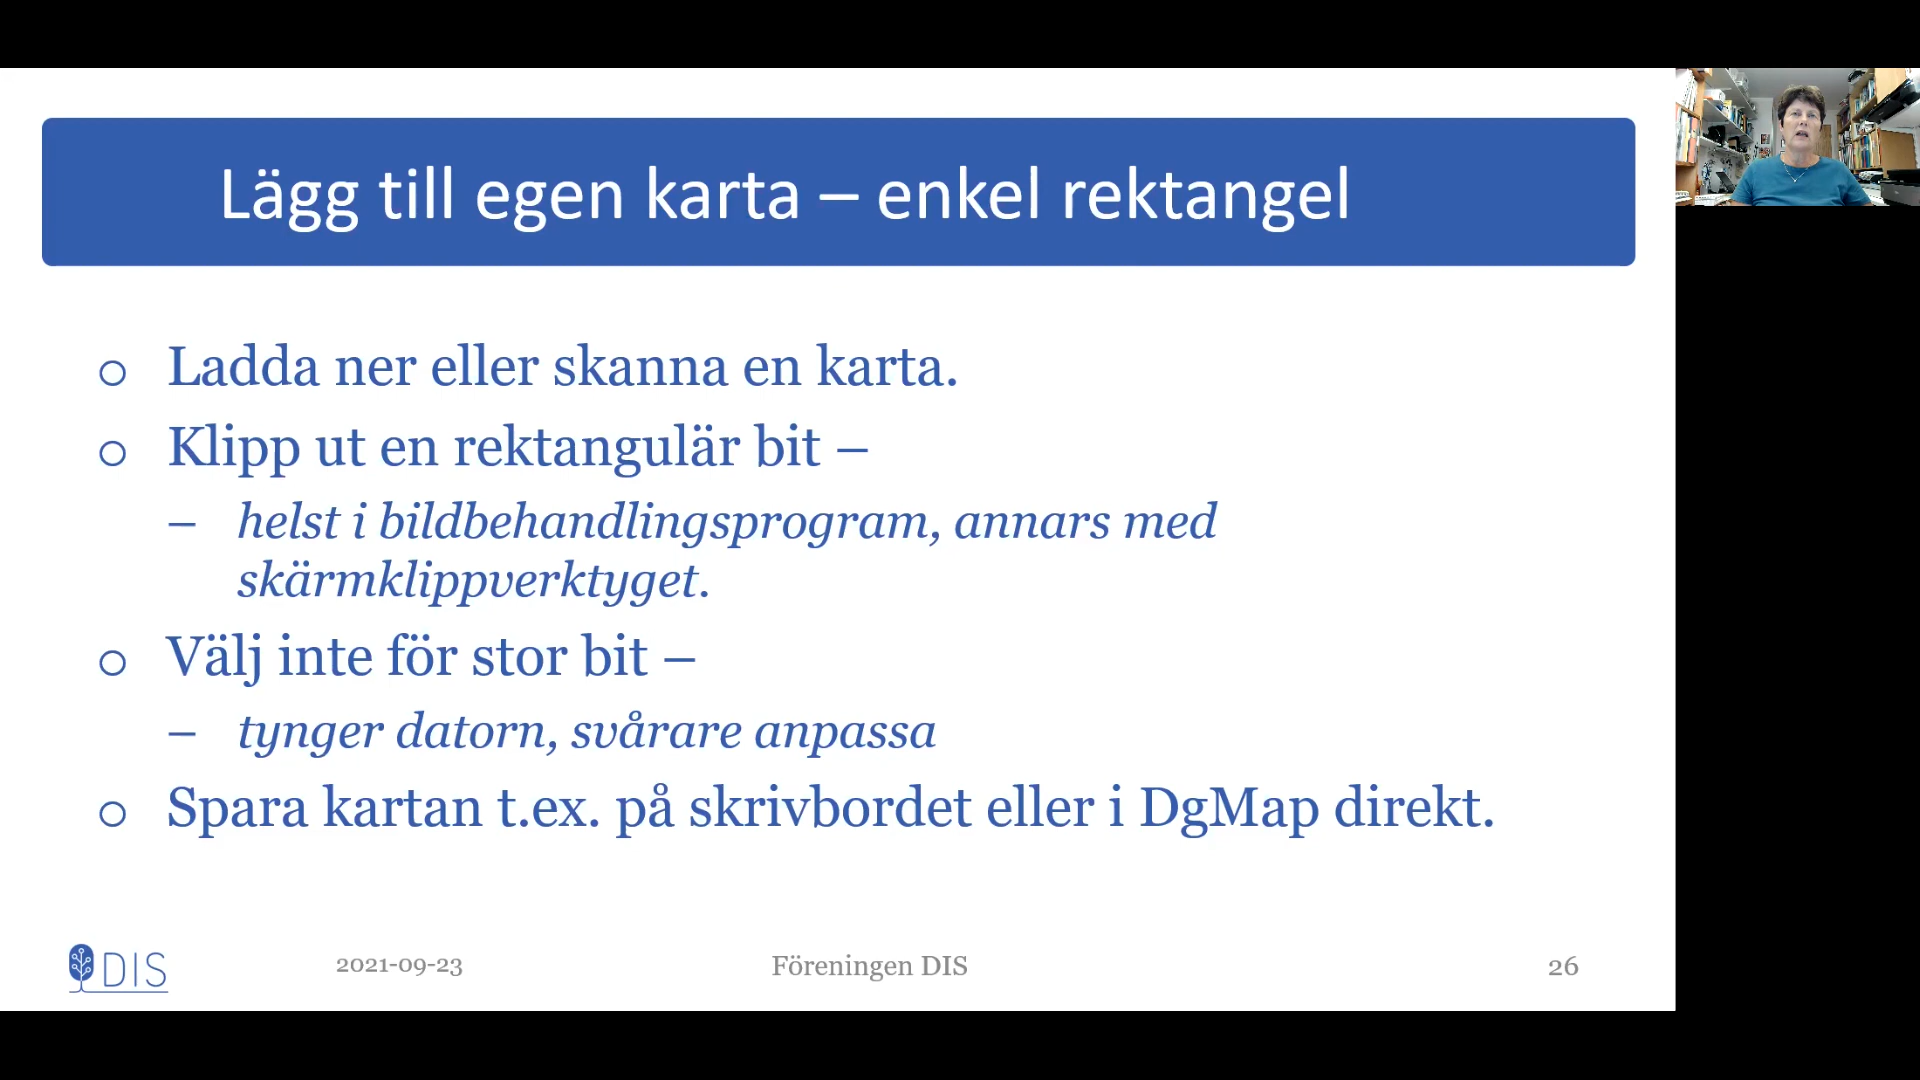 Lägg till egen karta – enkel rektangel
o Ladda ner eller skanna en karta.
o Klipp ut en rektangulär bit –
– helst i bildbehandlingsprogram, annars med
skärmklippverktyget.
o Välj inte för stor bit –
– tynger datorn, svårare anpassa
o Spara kartan t.ex. på skrivbordet eller i DgMap direkt.
DIS
2021-09-23
Föreningen DIS
26